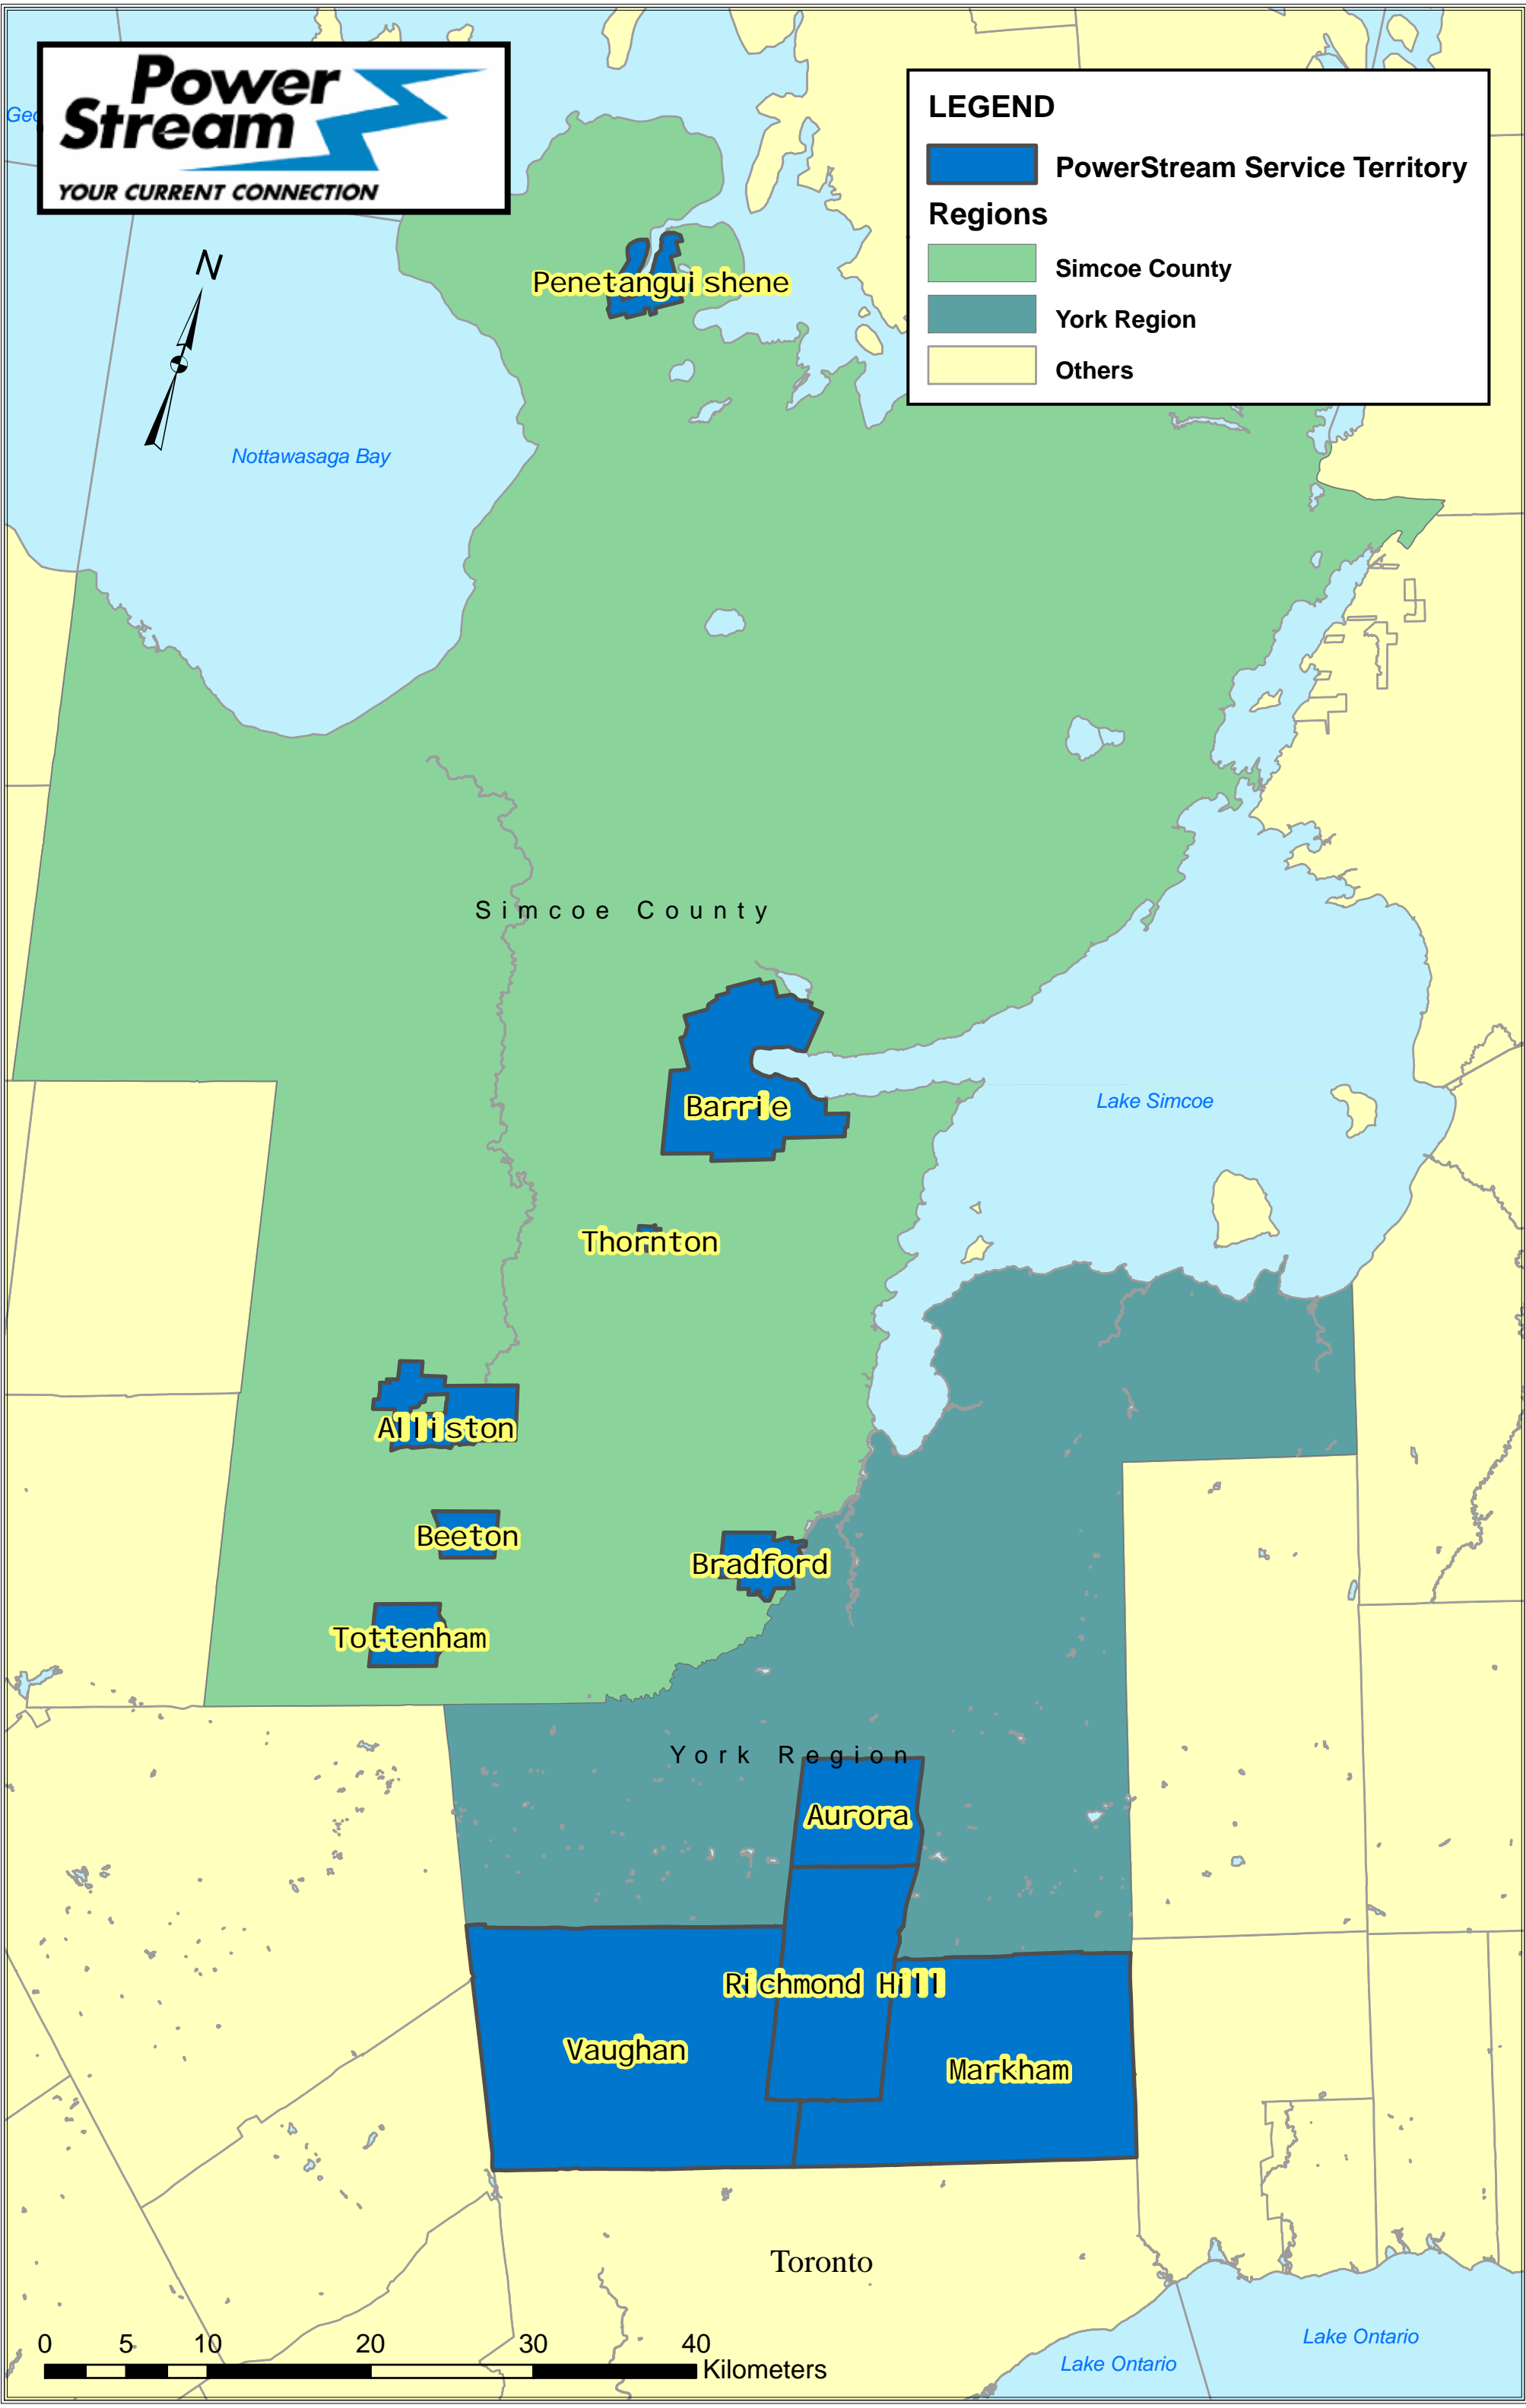 Power
Stream
YOUR CURRENT CONNECTION
LEGEND
PowerStream Service Territory
Regions
Simcoe County
York Region
Others
N
Penetanguishene
Nottawasaga Bay
Simcoe County
Barrie
Lake Simcoe
Thornton
Alliston
Beeton
Bradford
Tottenham
York Region
Aurora
Richmond Hill
Vaughan
Markham
Toronto
0 5 10 20 30 40
Kilometers
Lake Ontario
Lake Ontario